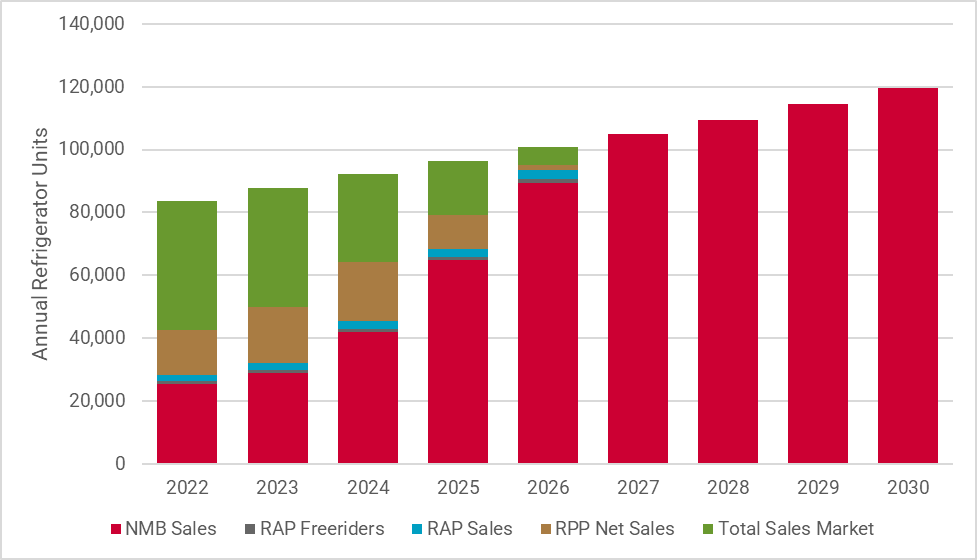 140,000
120,000
100,000
80,000
60,000
40,000
20,000
0
Annual Refrigerator Units
2022 2023 2024 2025 2026 2027 2028 2029 2030
NMB Sales RAP Freeriders RAP Sales RPP Net Sales Total Sales Market